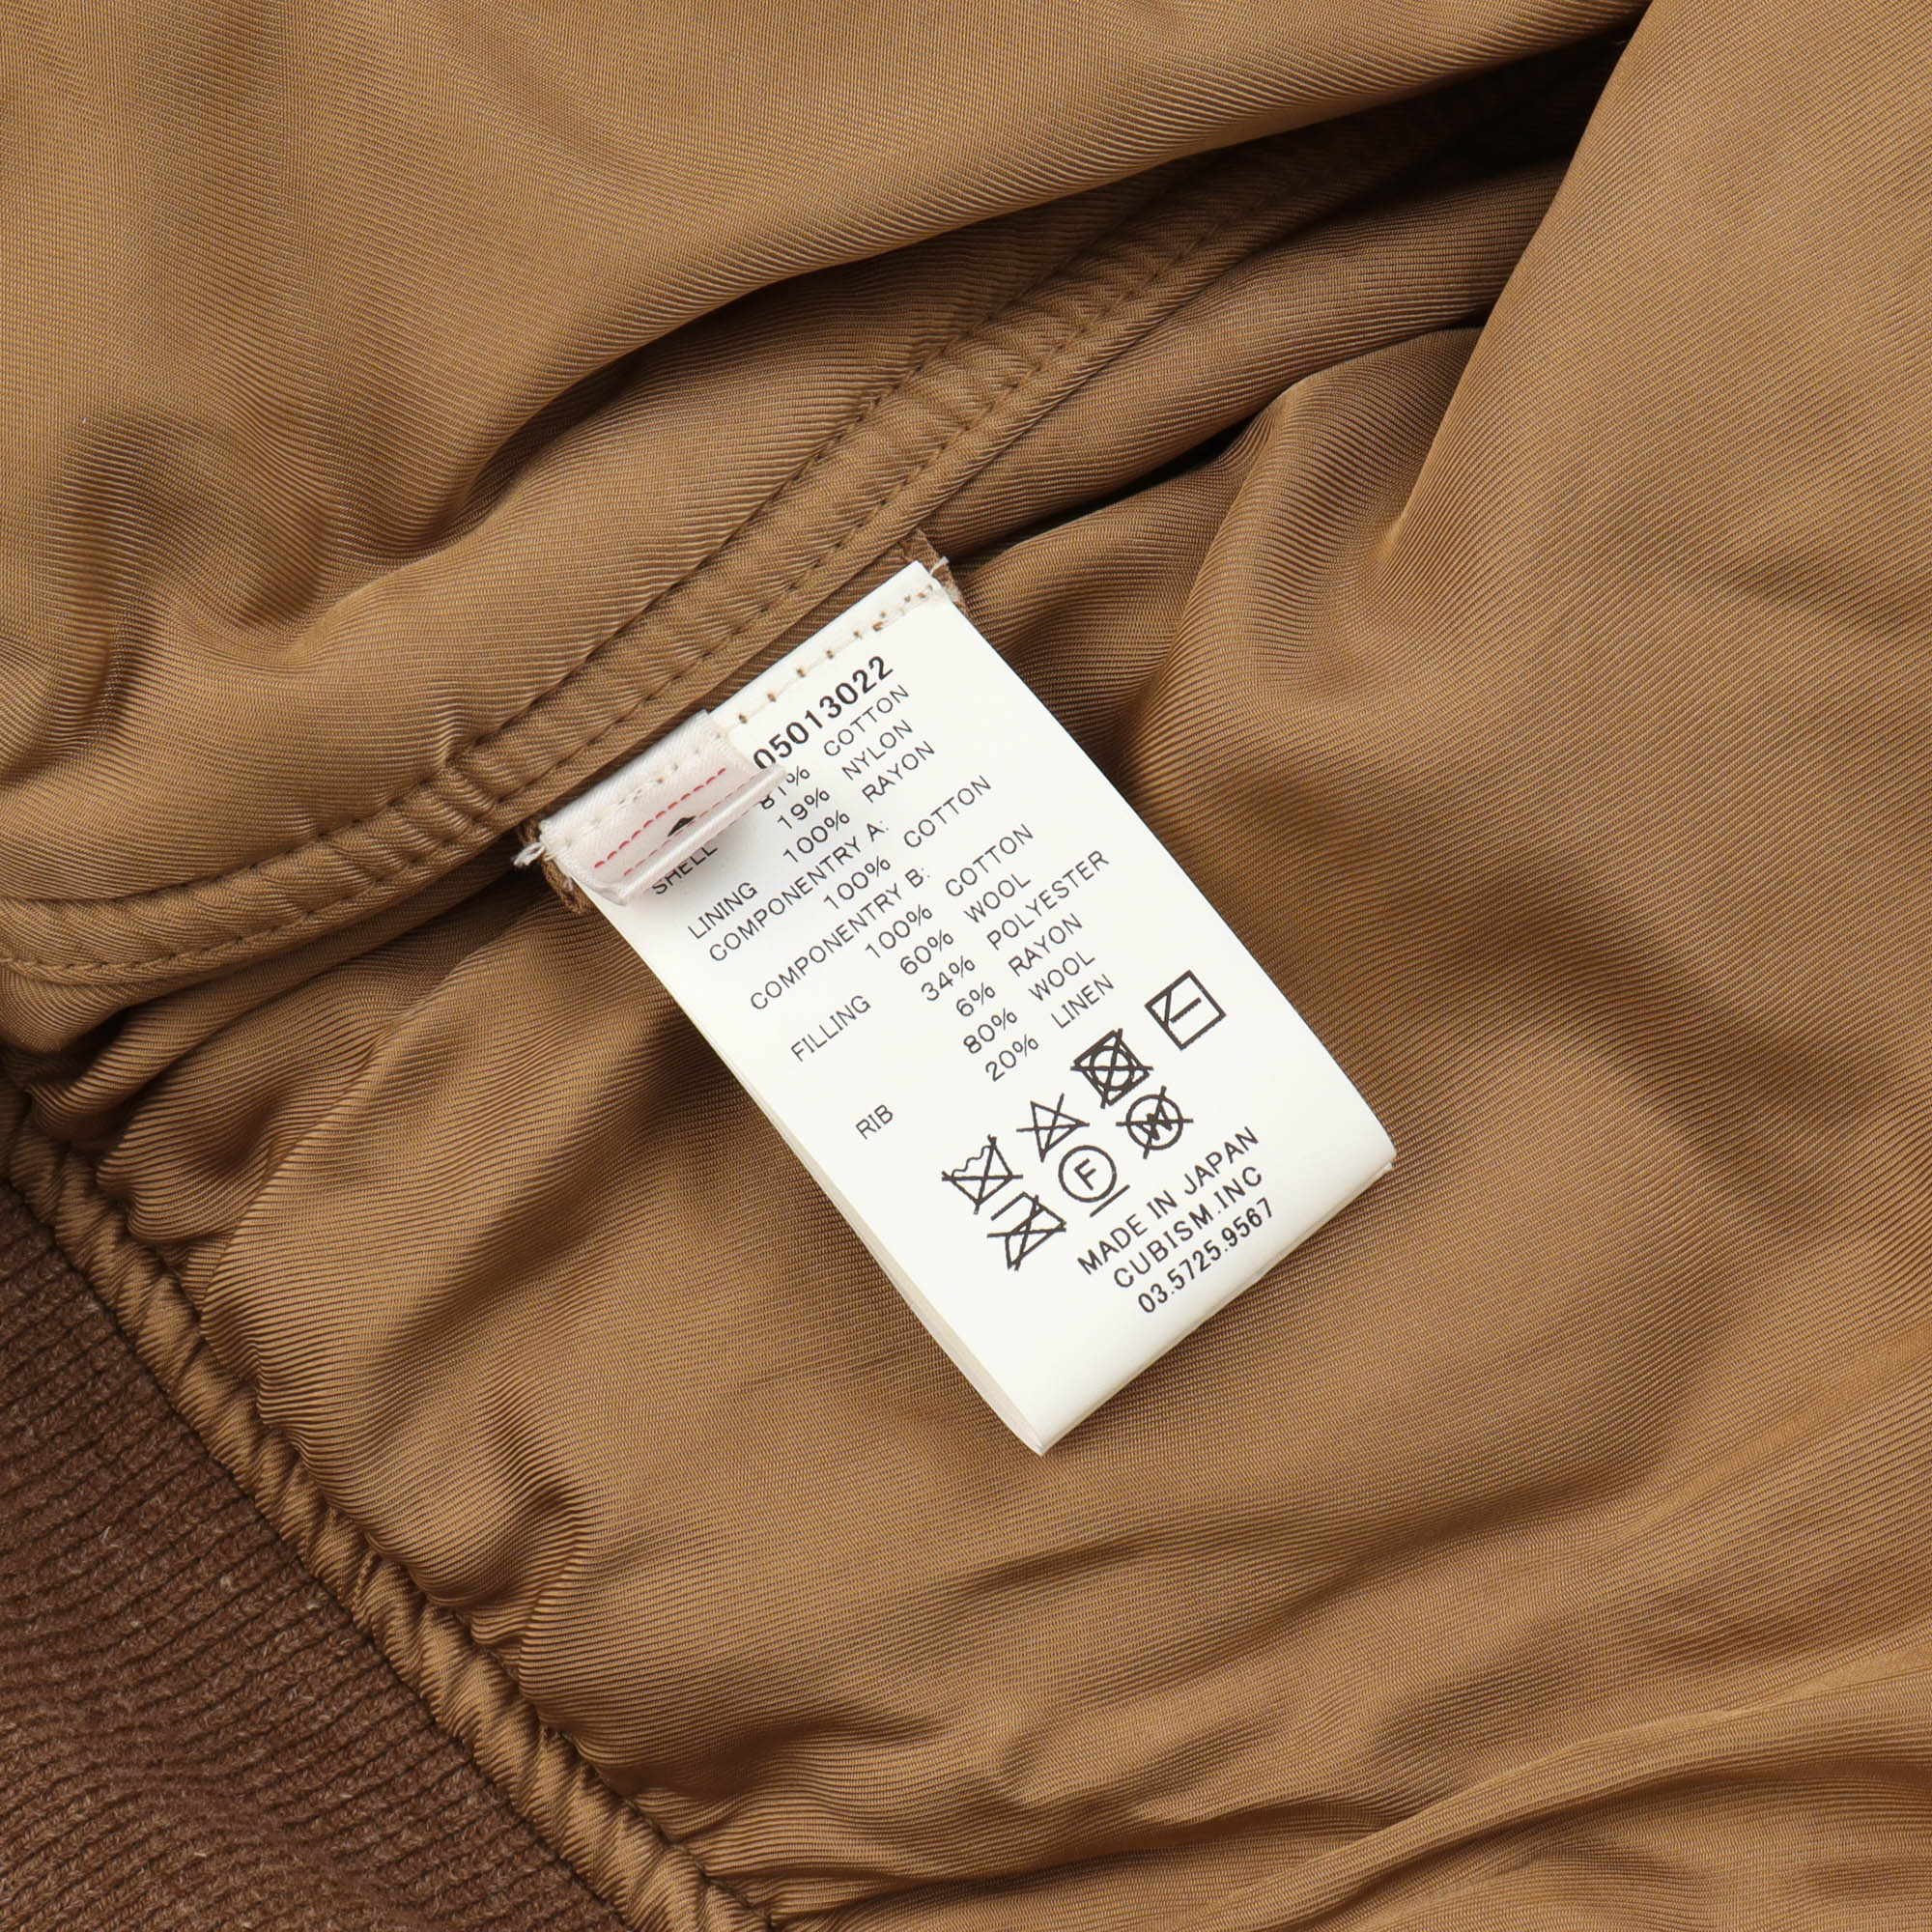 05013022
SHELL 81% COTTON
19% NYLON
LINING 100% RAYON
COMPONENTRY A:
100% COTTON
COMPONENTRY B:
100% COTTON
FILLING 60% WOOL
34% POLYESTER
6% RAYON
RIB 80% WOOL
20% LINEN
F W
MADE IN JAPAN
CUBISM.INC
03.5725.9567